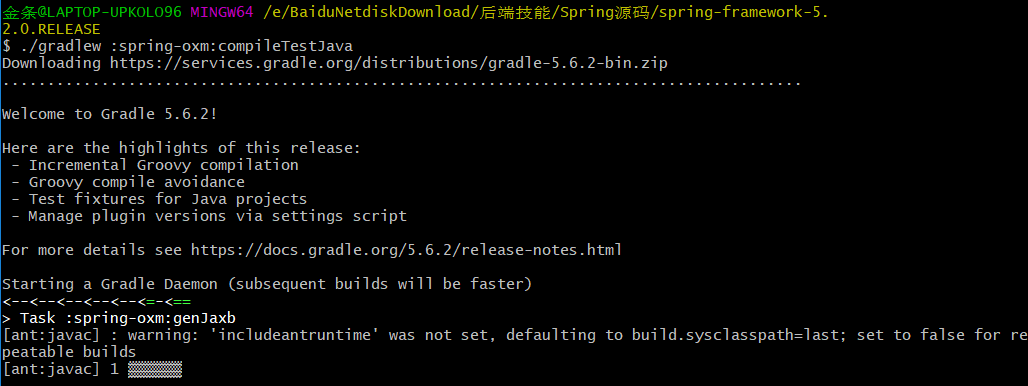 金条@LAPTOP-UPKOLO96 MINGW64 /e/BaiduNetdiskDownload/后端技能/Spring源码/spring-framework-5.
2.0.RELEASE
$ ./gradlew :spring-oxm:compileTestJava
Downloading https://services.gradle.org/distributions/gradle-5.6.2-bin.zip
.........................................................................................
Welcome to Gradle 5.6.2!
Here are the highlights of this release:
 - Incremental Groovy compilation
 - Groovy compile avoidance
 - Test fixtures for Java projects
 - Manage plugin versions via settings script
For more details see https://docs.gradle.org/5.6.2/release-notes.html
Starting a Gradle Daemon (subsequent builds will be faster)
<--<--<--<--<--<=-<==
> Task :spring-oxm:genJaxb
[ant:javac] : warning: 'includeantruntime' was not set, defaulting to build.sysclasspath=last; set to false for re
peatable builds
[ant:javac] 1 ▒▒▒▒▒▒